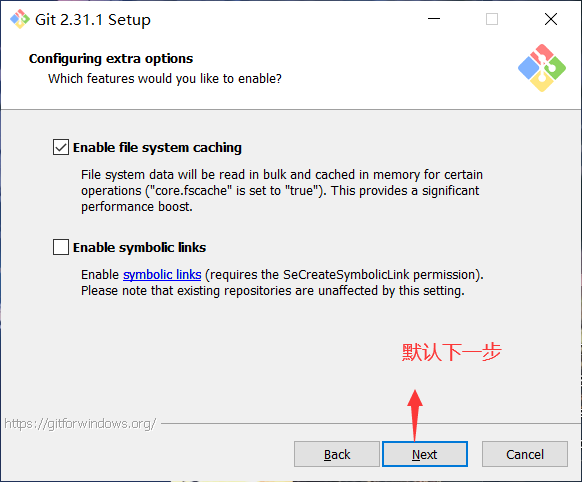 Git 2.31.1 Setup
Configuring extra options
Which features would you like to enable?
Enable file system caching
File system data will be read in bulk and cached in memory for certain
operations ("core.fscache" is set to "true"). This provides a significant
performance boost.
Enable symbolic links
Enable symbolic links (requires the SeCreateSymbolicLink permission).
Please note that existing repositories are unaffected by this setting.
默认下一步
https://gitforwindows.org/
Back
Next
Cancel